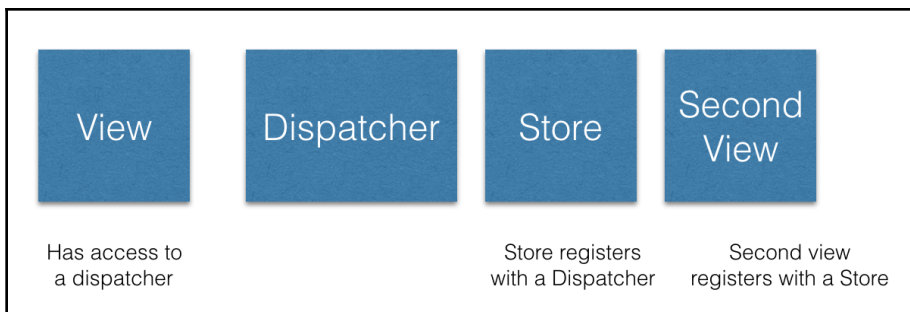 View
Dispatcher
Store
Second
View
Has access to
a dispatcher
Store registers
with a Dispatcher
Second view
registers with a Store